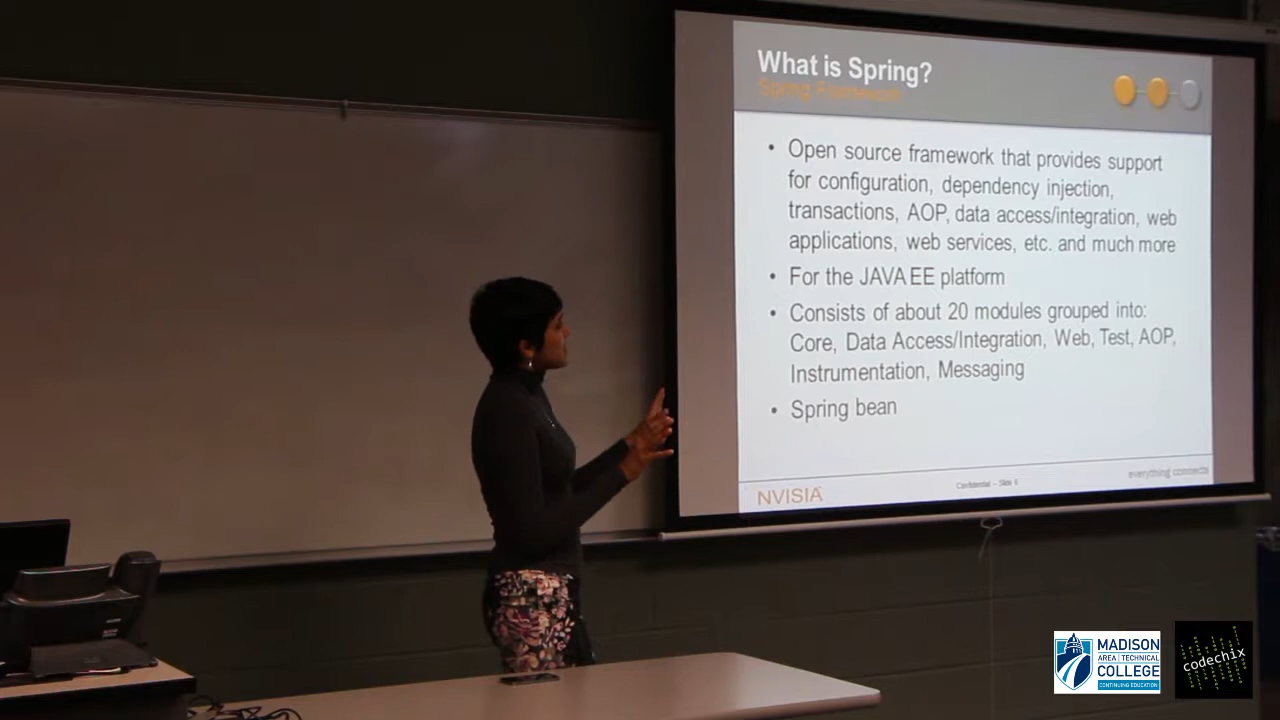 What is Spring?
Spring Framework
• Open source framework that provides support
for configuration, dependency injection,
transactions, AOP, data access/integration, web
applications, web services, etc. and much more
• For the JAVA EE platform
• Consists of about 20 modules grouped into:
Core, Data Access/Integration, Web, Test, AOP,
Instrumentation, Messaging
• Spring bean
everything connects
NVISIA
Confidential – Slide 6
MADISON
AREA | TECHNICAL
COLLEGE
CONTINUING EDUCATION
codechix